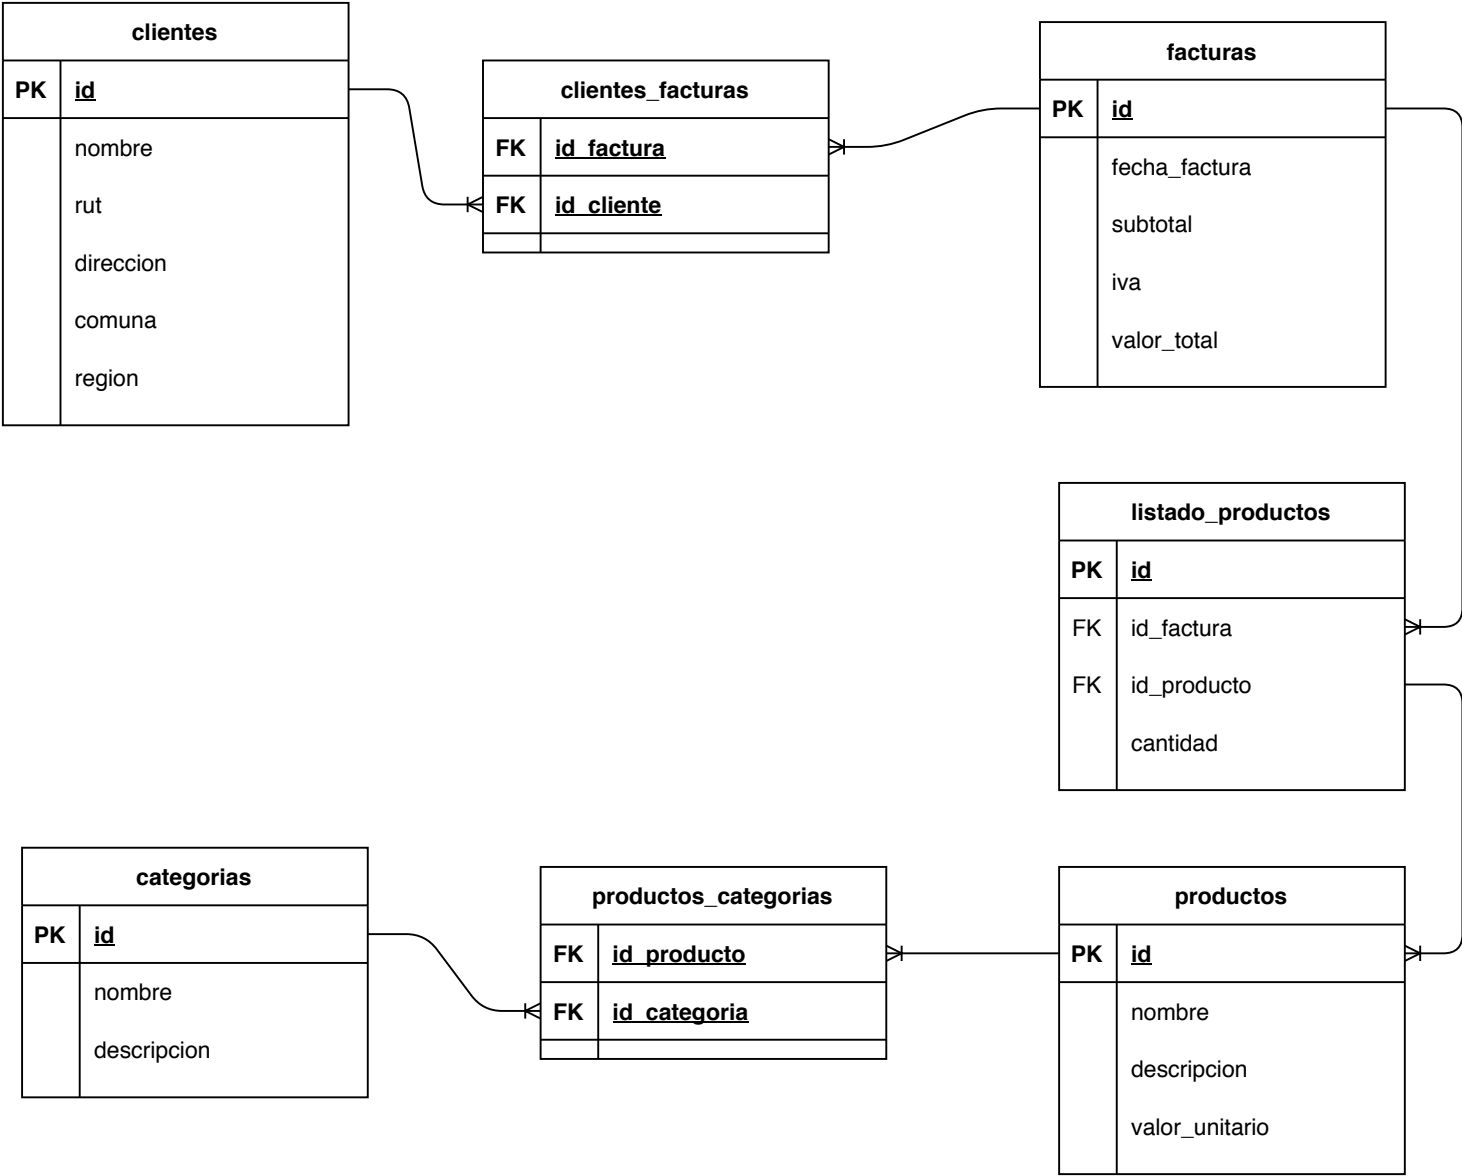 clientes
PK id
nombre
rut
direccion
comuna
region
clientes_facturas
FK id_factura
FK id_cliente
facturas
PK id
fecha_factura
subtotal
iva
valor_total
listado_productos
PK id
FK id_factura
FK id_producto
cantidad
categorias
PK id
nombre
descripcion
productos_categorias
FK id_producto
FK id_categoria
productos
PK id
nombre
descripcion
valor_unitario